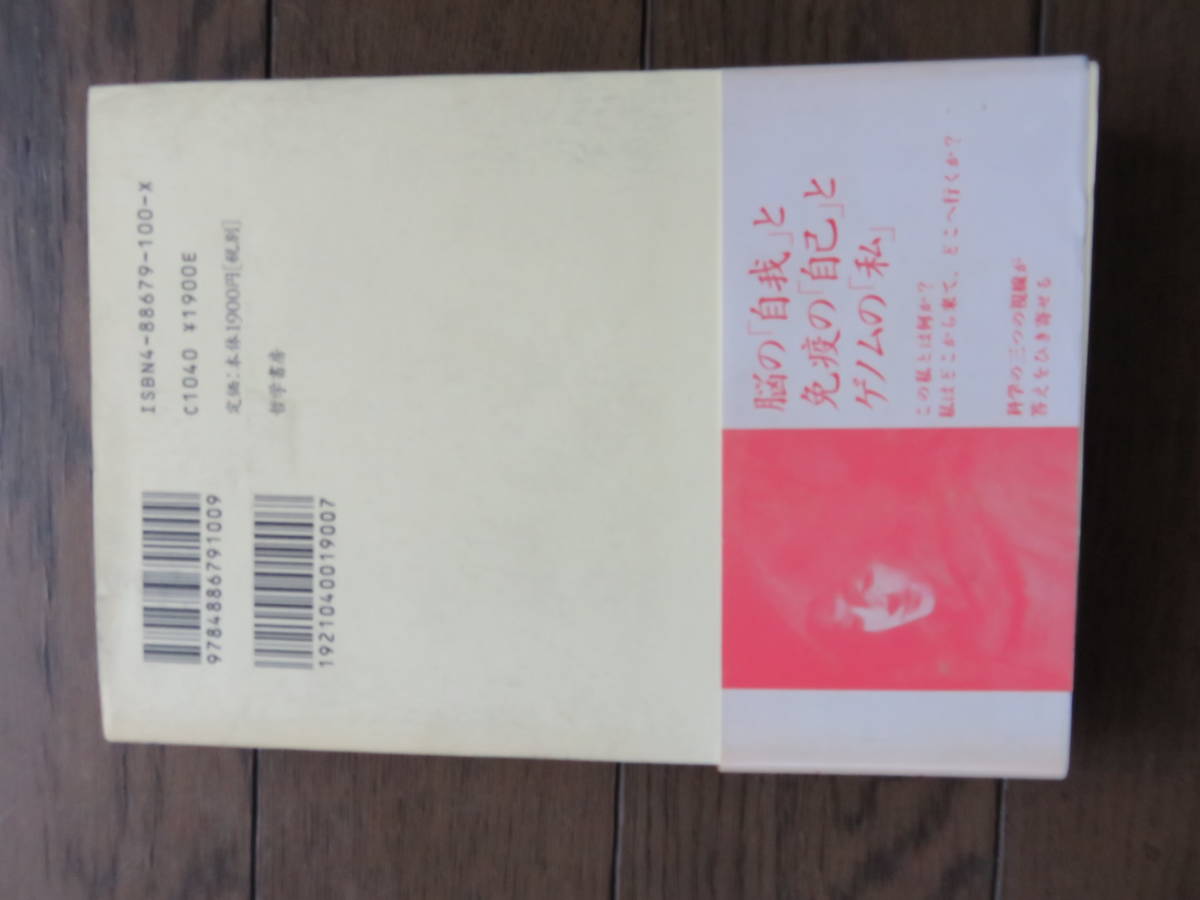 ISBN4-88679-100-X
C1040 ¥1900E
定価：本体1900円[税別]
哲学書房
9784886791009
1921040019007
脳の「自我」と
免疫の「自己」と
ゲノムの「私」
この私とは何か？
私はどこから来て、どこへ行くか？
科学の三つの視線が
答えをひき寄せる